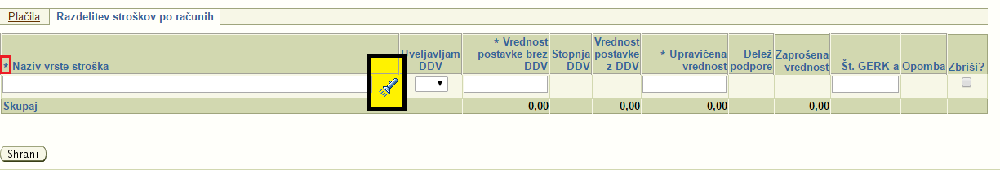 Plačila Razdelitev stroškov po računih
* Naziv vrste stroška Uveljavljam DDV * Vrednost postavke brez DDV Stopnja DDV Vrednost postavke z DDV * Upravičena vrednost Delež podpore Zaprošena vrednost Št. GERK-a Opomba Zbriši?
Skupaj 0,00 0,00 0,00 0,00
Shrani